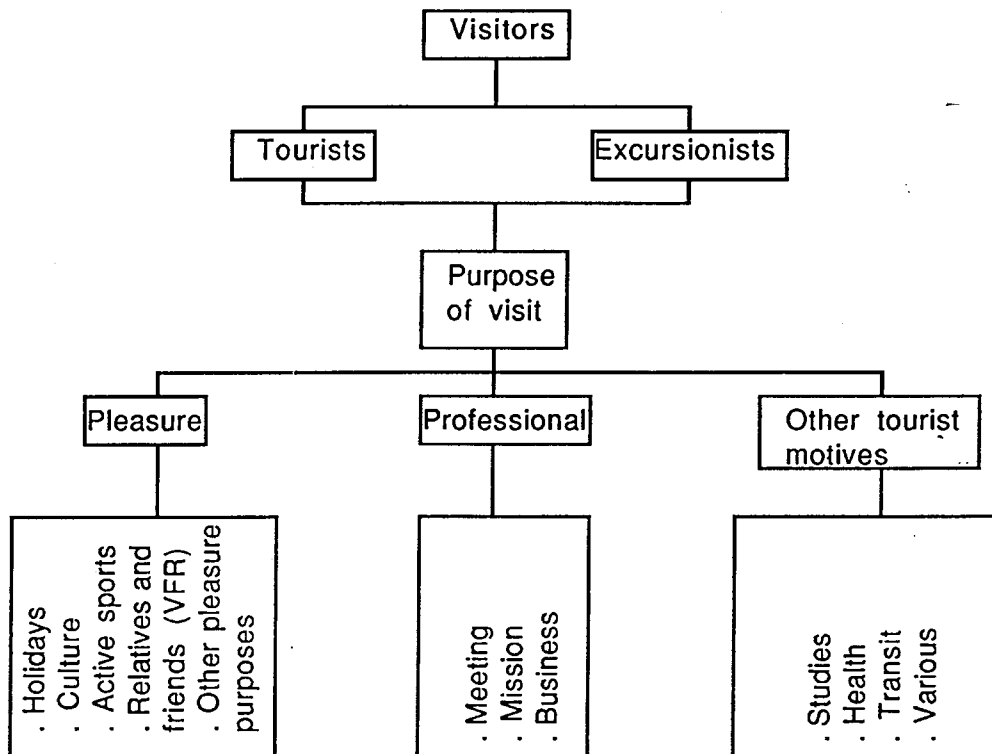 Visitors
Tourists
Excursionists
Purpose
of visit
Pleasure
Professional
Other tourist
motives
. Holidays
. Culture
. Active sports
. Relatives and
friends (VFR)
. Other pleasure
purposes
. Meeting
. Mission
. Business
. Studies
. Health
. Transit
. Various